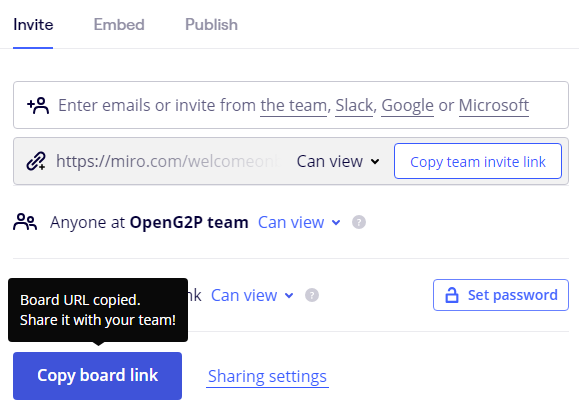 Invite Embed Publish
Enter emails or invite from the team, Slack, Google or Microsoft
https://miro.com/welcomeon Can view Copy team invite link
Anyone at OpenG2P team Can view ?
Board URL copied.
Share it with your team!
nk Can view ? Set password
Copy board link Sharing settings